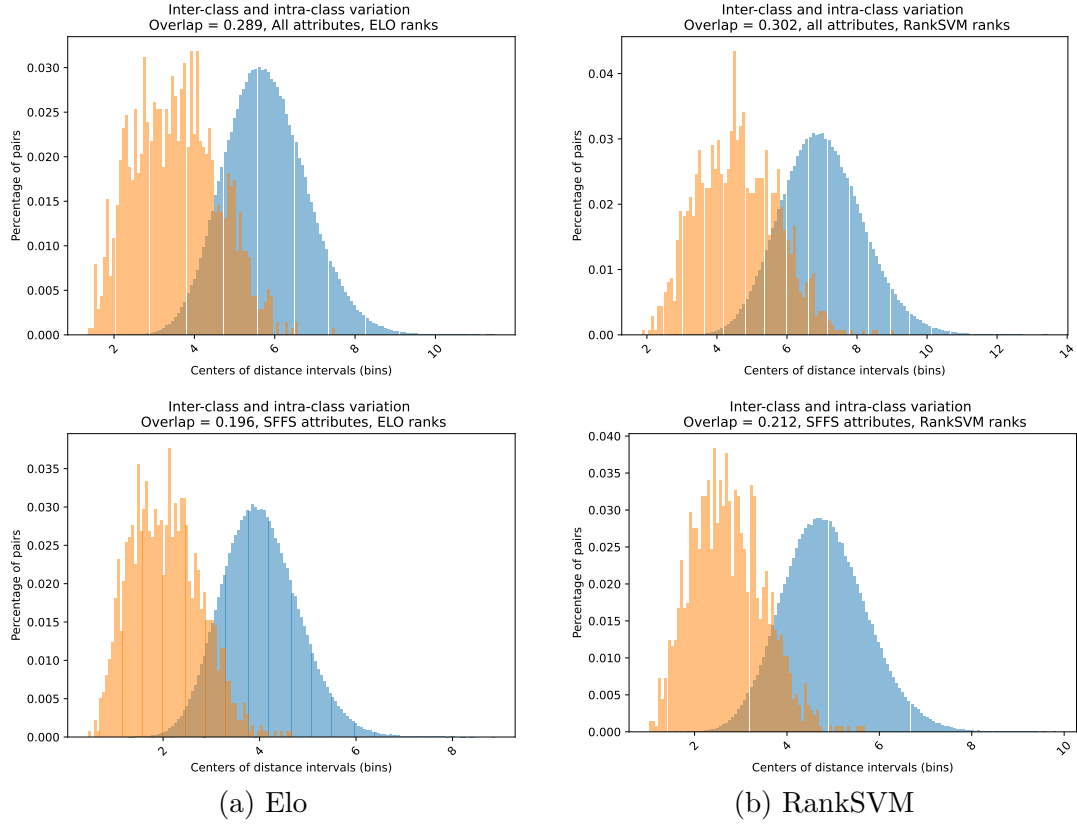 Inter-class and intra-class variation
Overlap = 0.289, All attributes, ELO ranks
Percentage of pairs
0.030
0.025
0.020
0.015
0.010
0.005
0.000
2
4
6
8
10
Centers of distance intervals (bins)
Inter-class and intra-class variation
Overlap = 0.302, all attributes, RankSVM ranks
Percentage of pairs
0.04
0.03
0.02
0.01
0.00
2
4
6
8
10
12
14
Centers of distance intervals (bins)
Inter-class and intra-class variation
Overlap = 0.196, SFFS attributes, ELO ranks
Percentage of pairs
0.035
0.030
0.025
0.020
0.015
0.010
0.005
0.000
2
4
6
8
Centers of distance intervals (bins)
(a) Elo
Inter-class and intra-class variation
Overlap = 0.212, SFFS attributes, RankSVM ranks
Percentage of pairs
0.040
0.035
0.030
0.025
0.020
0.015
0.010
0.005
0.000
2
4
6
8
10
Centers of distance intervals (bins)
(b) RankSVM